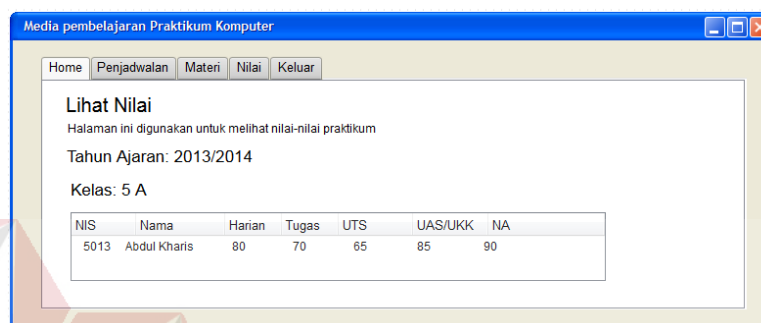 Media pembelajaran Praktikum Komputer
Home Penjadwalan Materi Nilai Keluar
Lihat Nilai
Halaman ini digunakan untuk melihat nilai-nilai praktikum
Tahun Ajaran: 2013/2014
Kelas: 5 A
NIS Nama Harian Tugas UTS UAS/UKK NA
5013 Abdul Kharis 80 70 65 85 90